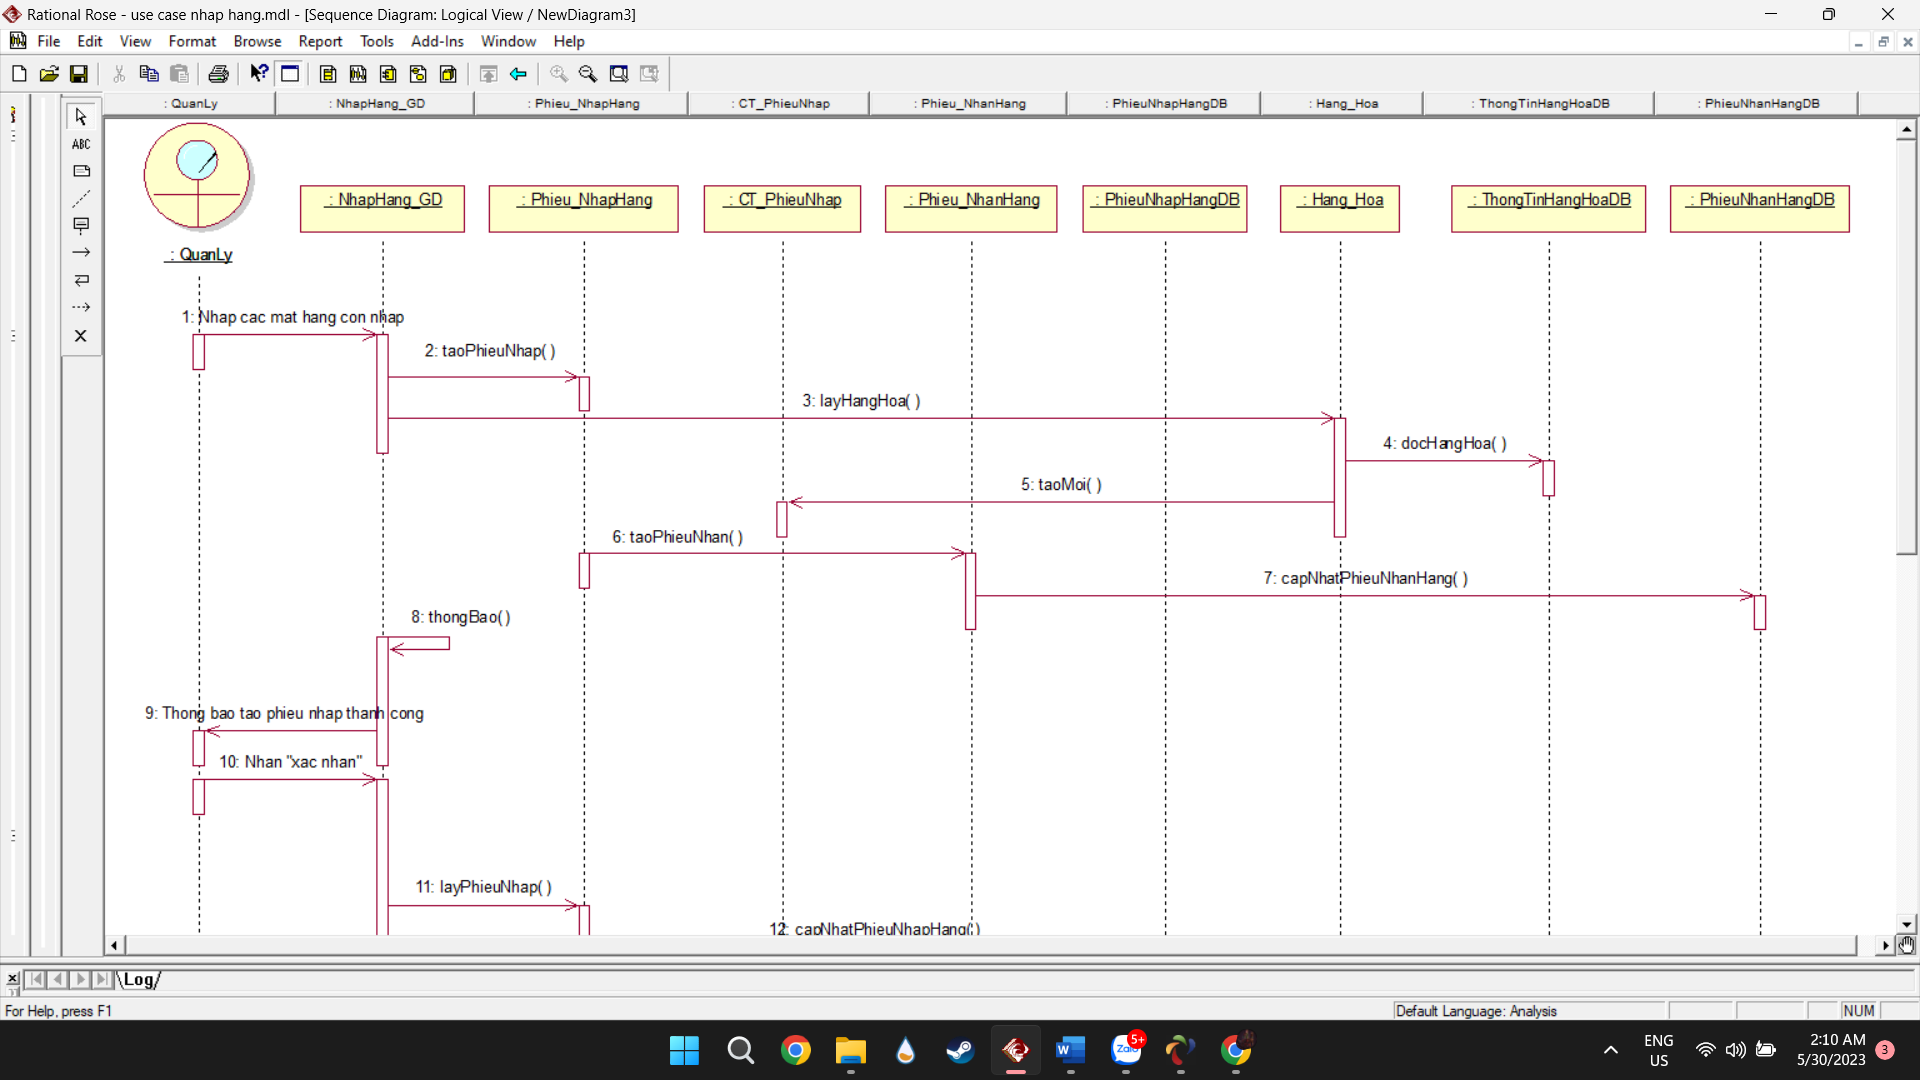 Rational Rose - use case nhap hang.mdl - [Sequence Diagram: Logical View / NewDiagram3]
File Edit View Format Browse Report Tools Add-Ins Window Help
: QuanLy : NhapHang_GD : Phieu_NhapHang : CT_PhieuNhap : Phieu_NhanHang : PhieuNhapHangDB : Hang_Hoa : ThongTinHangHoaDB : PhieuNhanHangDB
ABC
: NhapHang_GD : Phieu_NhapHang : CT_PhieuNhap : Phieu_NhanHang : PhieuNhapHangDB : Hang_Hoa : ThongTinHangHoaDB : PhieuNhanHangDB
: QuanLy
1: Nhap cac mat hang con nhap
2: taoPhieuNhap( )
3: layHangHoa( )
4: docHangHoa( )
5: taoMoi( )
6: taoPhieuNhan( )
7: capNhatPhieuNhanHang( )
8: thongBao( )
9: Thong bao tao phieu nhap thanh cong
10: Nhan "xac nhan"
11: layPhieuNhap( )
12: capNhatPhieuNhapHang( )
Log
For Help, press F1
Default Language: Analysis
NUM
W
Zalo
5+
ENG
US
2:10 AM
5/30/2023
3